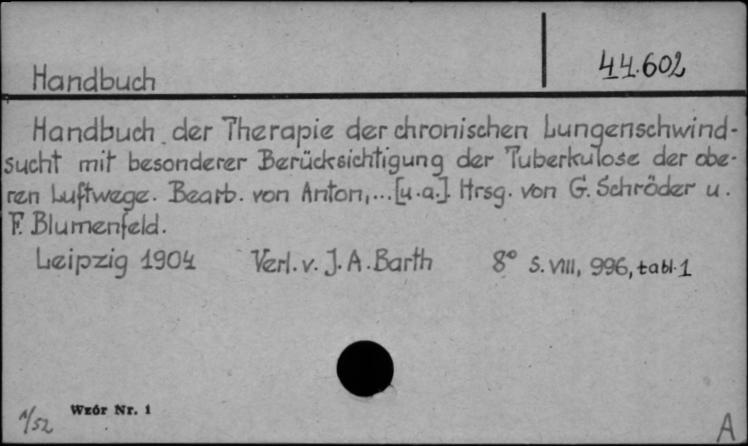 44.602
Handbuch
Handbuch der Therapie der chronischen Lungenschwind-
sucht mit besonderer Berücksichtigung der Tuberkulose der obe-
ren Luftwege. Bearb. von Anton,...[u.a.]. Hrsg. von G. Schröder u.
F. Blumenfeld.
Leipzig 1904 Verl. v. J. A. Barth 8° S. VIII, 996, tabl. 1
Wzór Nr. 1
1/52
A